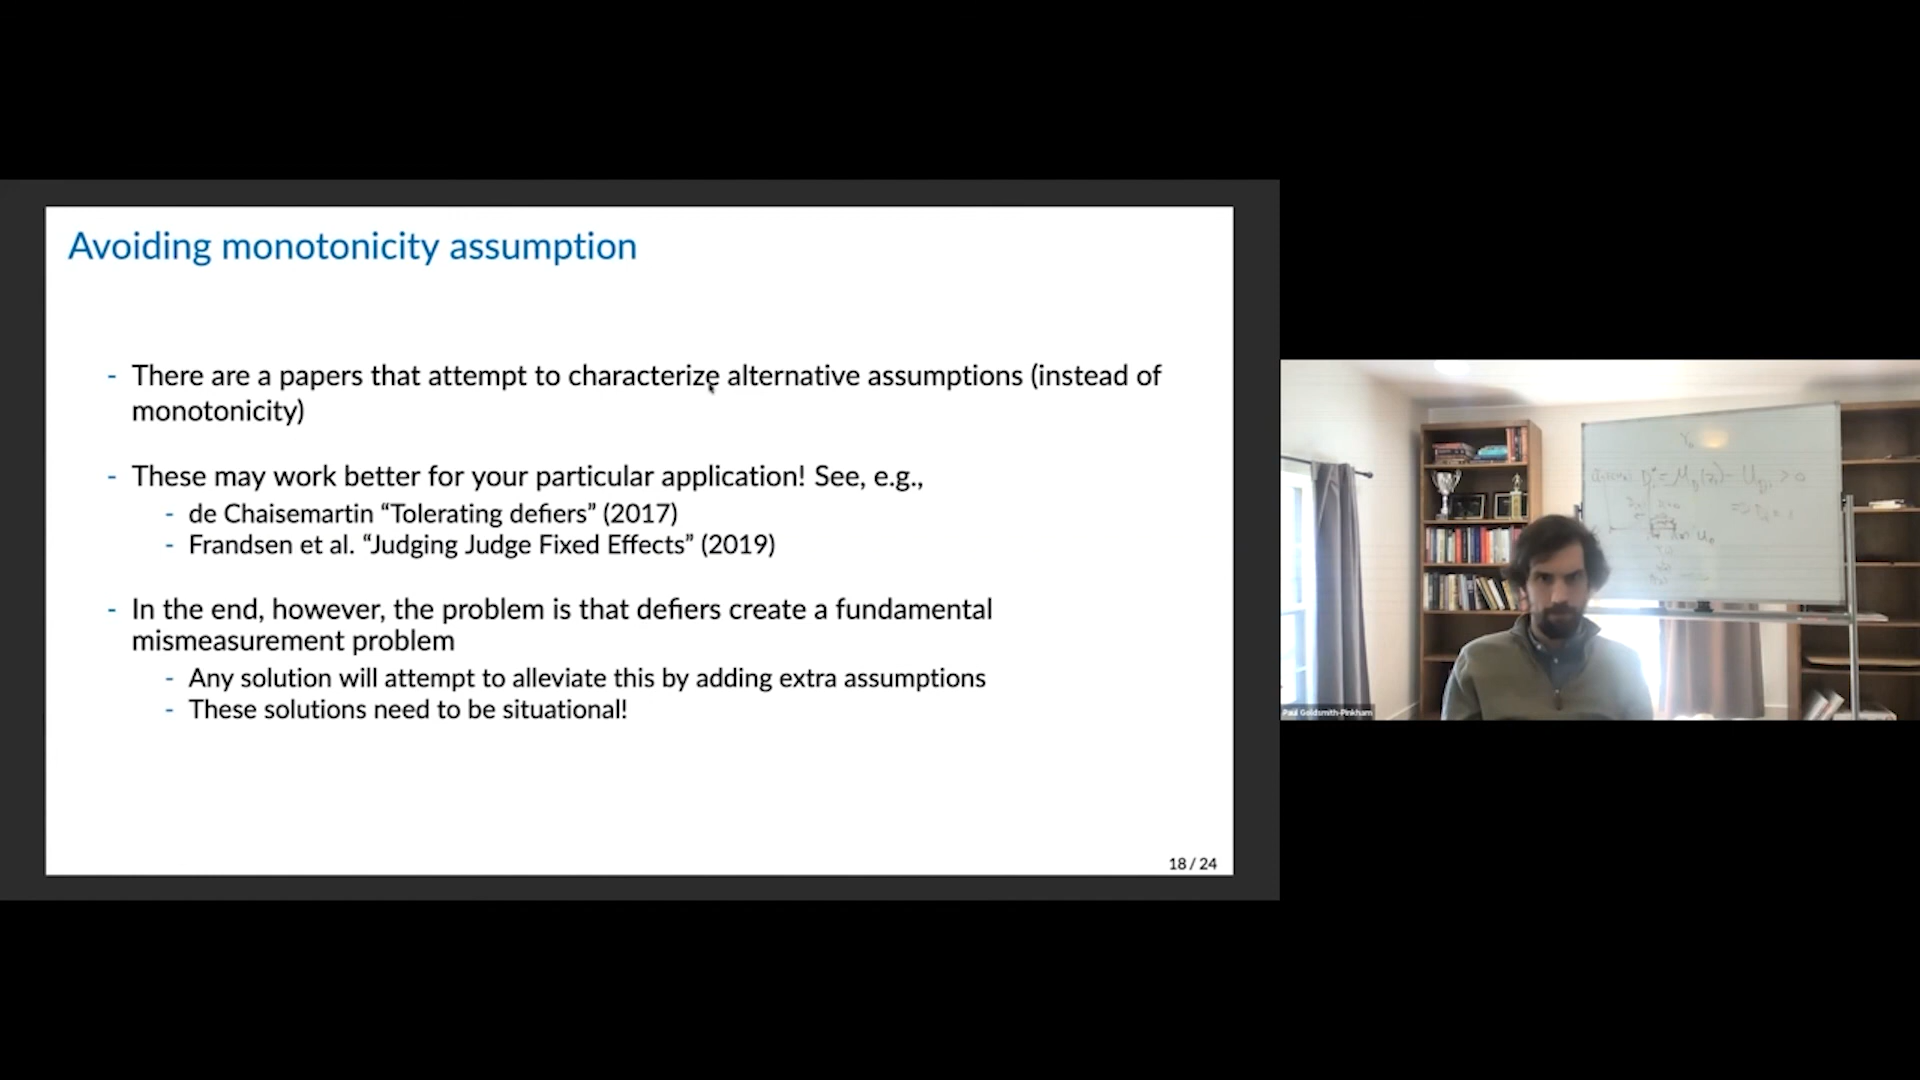 Avoiding monotonicity assumption
- There are a papers that attempt to characterize alternative assumptions (instead of
monotonicity)
- These may work better for your particular application! See, e.g.,
- de Chaisemartin “Tolerating defiers” (2017)
- Frandsen et al. “Judging Judge Fixed Effects” (2019)
- In the end, however, the problem is that defiers create a fundamental
mismeasurement problem
- Any solution will attempt to alleviate this by adding extra assumptions
- These solutions need to be situational!
18 / 24
Paul Goldsmith-Pinkham